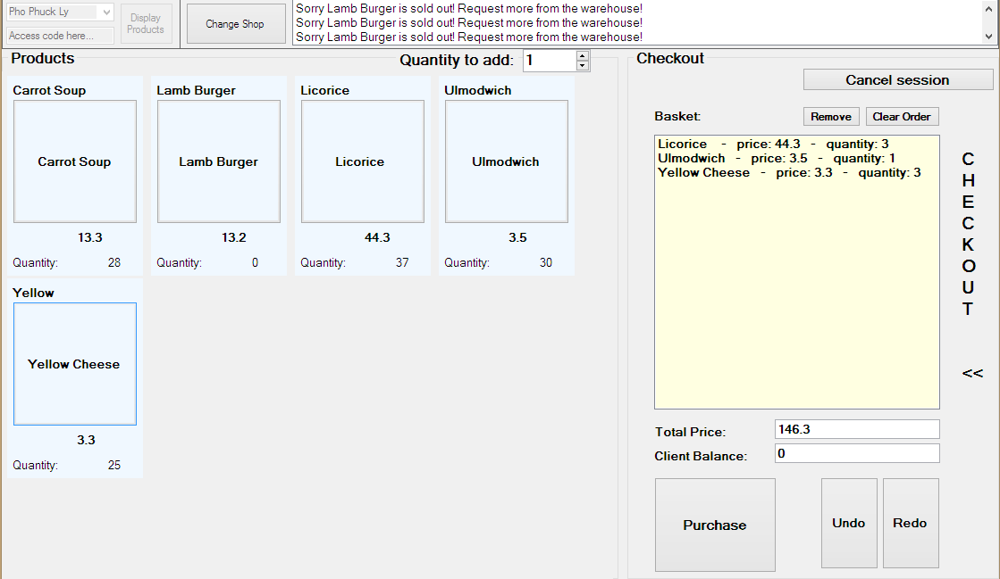 Pho Phuck Ly
Access code here...
Display
Products
Change Shop
Sorry Lamb Burger is sold out! Request more from the warehouse!
Sorry Lamb Burger is sold out! Request more from the warehouse!
Sorry Lamb Burger is sold out! Request more from the warehouse!
Products
Quantity to add: 1
Carrot Soup
Carrot Soup
13.3
Quantity: 28
Lamb Burger
Lamb Burger
13.2
Quantity: 0
Licorice
Licorice
44.3
Quantity: 37
Ulmodwich
Ulmodwich
3.5
Quantity: 30
Yellow
Yellow Cheese
3.3
Quantity: 25
Checkout
Cancel session
Basket:
Remove
Clear Order
Licorice - price: 44.3 - quantity: 3
Ulmodwich - price: 3.5 - quantity: 1
Yellow Cheese - price: 3.3 - quantity: 3
C
H
E
C
K
O
U
T
<<
Total Price: 146.3
Client Balance: 0
Purchase
Undo
Redo